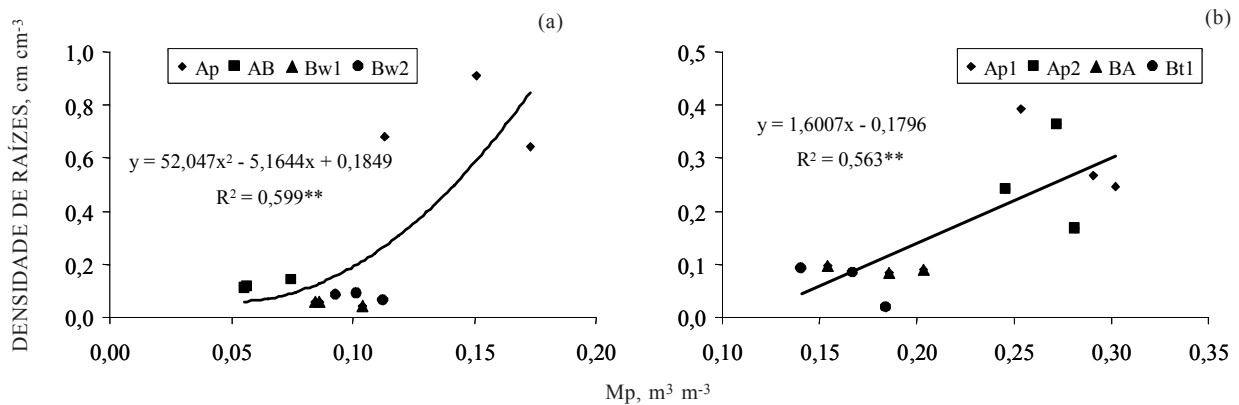 (a)
(b)
DENSIDADE DE RAÍZES, cm cm-3
1,0
0,8
0,6
0,4
0,2
0,0
Ap AB Bw1 Bw2
y = 52,047x² - 5,1644x + 0,1849
R² = 0,599**
0,00 0,05 0,10 0,15 0,20
0,5
0,4
0,3
0,2
0,1
0,0
Ap1 Ap2 BA Bt1
y = 1,6007x - 0,1796
R² = 0,563**
0,10 0,15 0,20 0,25 0,30 0,35
Mp, m³ m-3